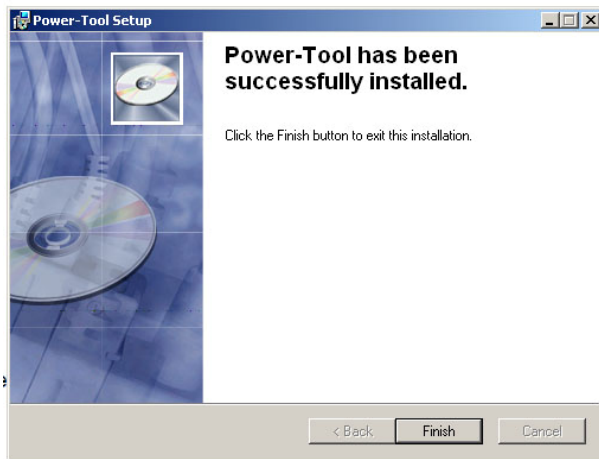 Power-Tool Setup
Power-Tool has been
successfully installed.
Click the Finish button to exit this installation.
< Back
Finish
Cancel